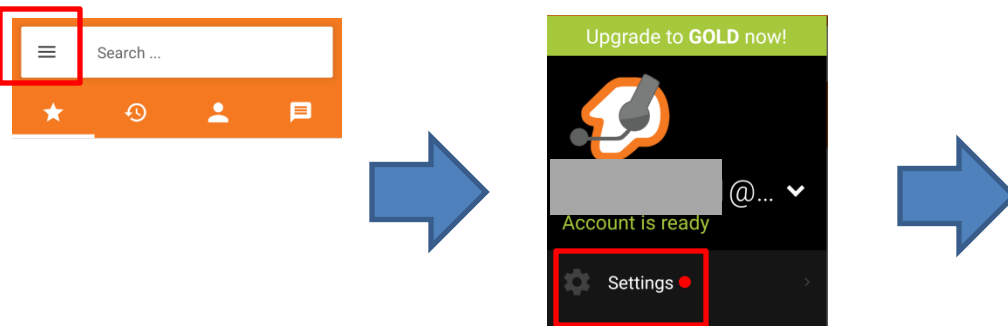 Search ...
Upgrade to GOLD now!
@...
Account is ready
Settings